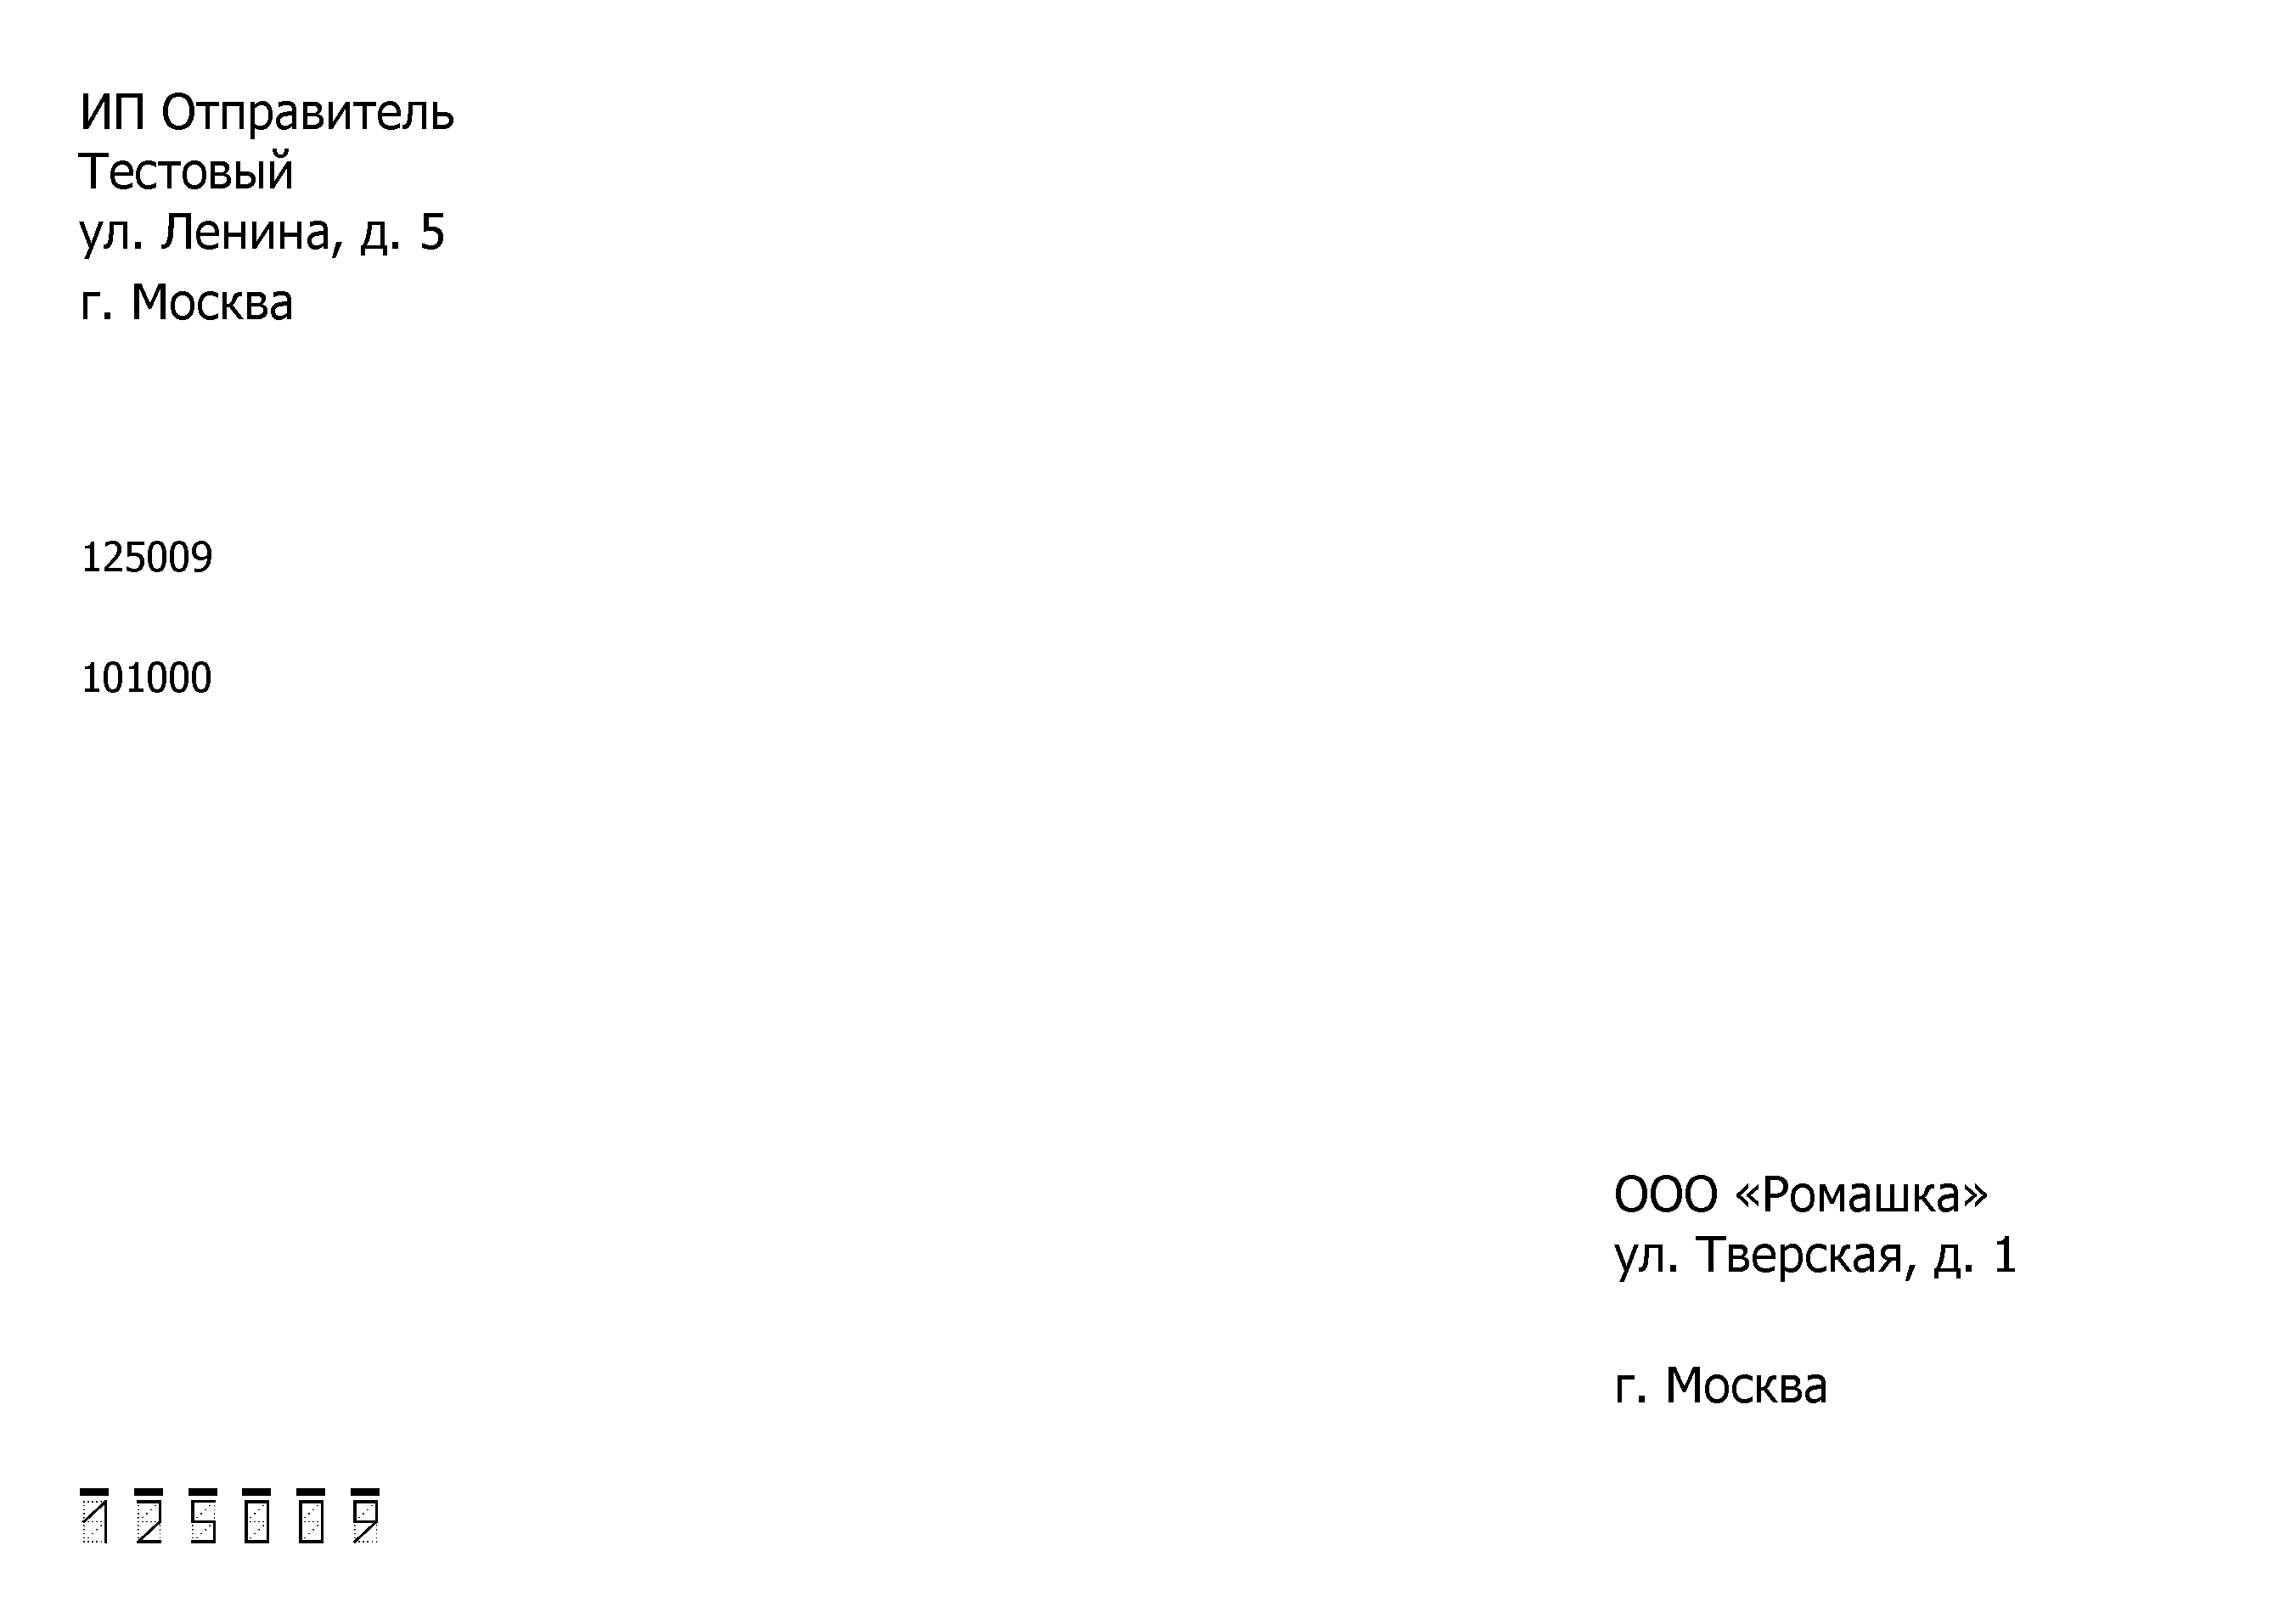 ИП Отправитель
Тестовый
ул. Ленина, д. 5
г. Москва
125009
101000
ООО «Ромашка»
ул. Тверская, д. 1
г. Москва
125009